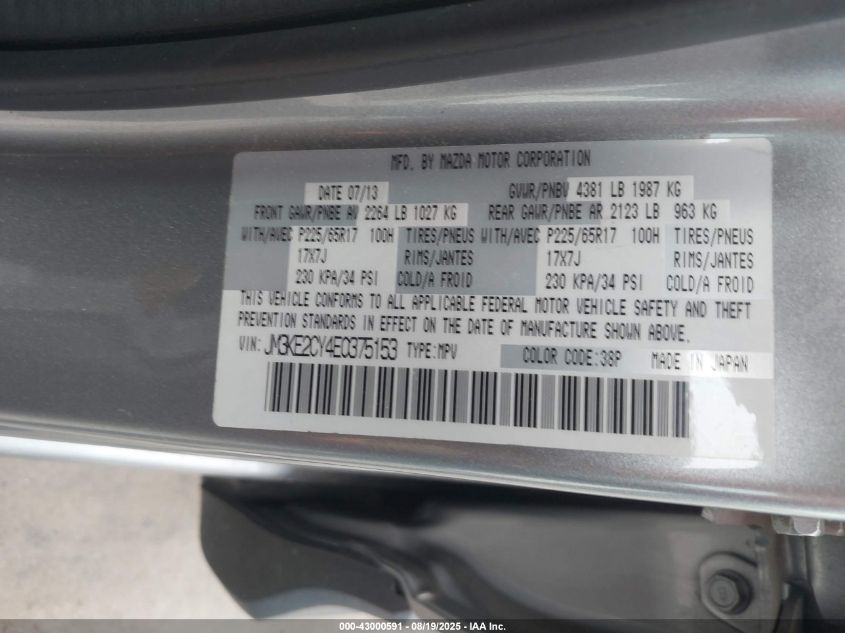 MFD. BY MAZDA MOTOR CORPORATION
DATE 07/13 GVWR/PNBV 4381 LB 1987 KG
FRONT GAWR/PNBE AV 2264 LB 1027 KG REAR GAWR/PNBE AR 2123 LB 963 KG
WITH/AVEC P225/65R17 100H TIRES/PNEUS WITH/AVEC P225/65R17 100H TIRES/PNEUS
17X7J RIMS/JANTES 17X7J RIMS/JANTES
230 KPA/34 PSI COLD/A FROID 230 KPA/34 PSI COLD/A FROID
THIS VEHICLE CONFORMS TO ALL APPLICABLE FEDERAL MOTOR VEHICLE SAFETY AND THEFT
PREVENTION STANDARDS IN EFFECT ON THE DATE OF MANUFACTURE SHOWN ABOVE.
VIN: JM3KE2CY4E0375153 TYPE:MPV COLOR CODE:38P MADE IN JAPAN
000-43000591 - 08/19/2025 - IAA Inc.